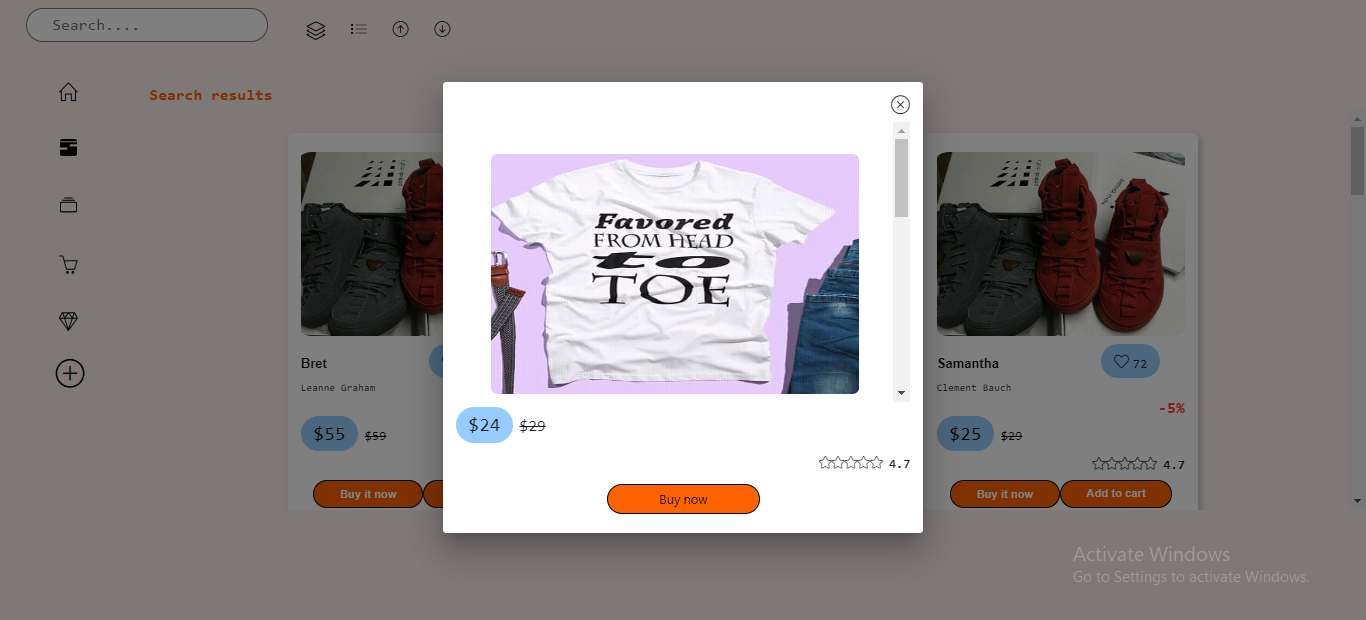 Search....
Search results
Favored
FROM HEAD
to
TOE
$24 $29
4.7
Buy now
Bret
Leanne Graham
$55 $59
Buy it now
Samantha
72
Clement Bauch
-5%
$25 $29
4.7
Buy it now
Add to cart
Activate Windows
Go to Settings to activate Windows.